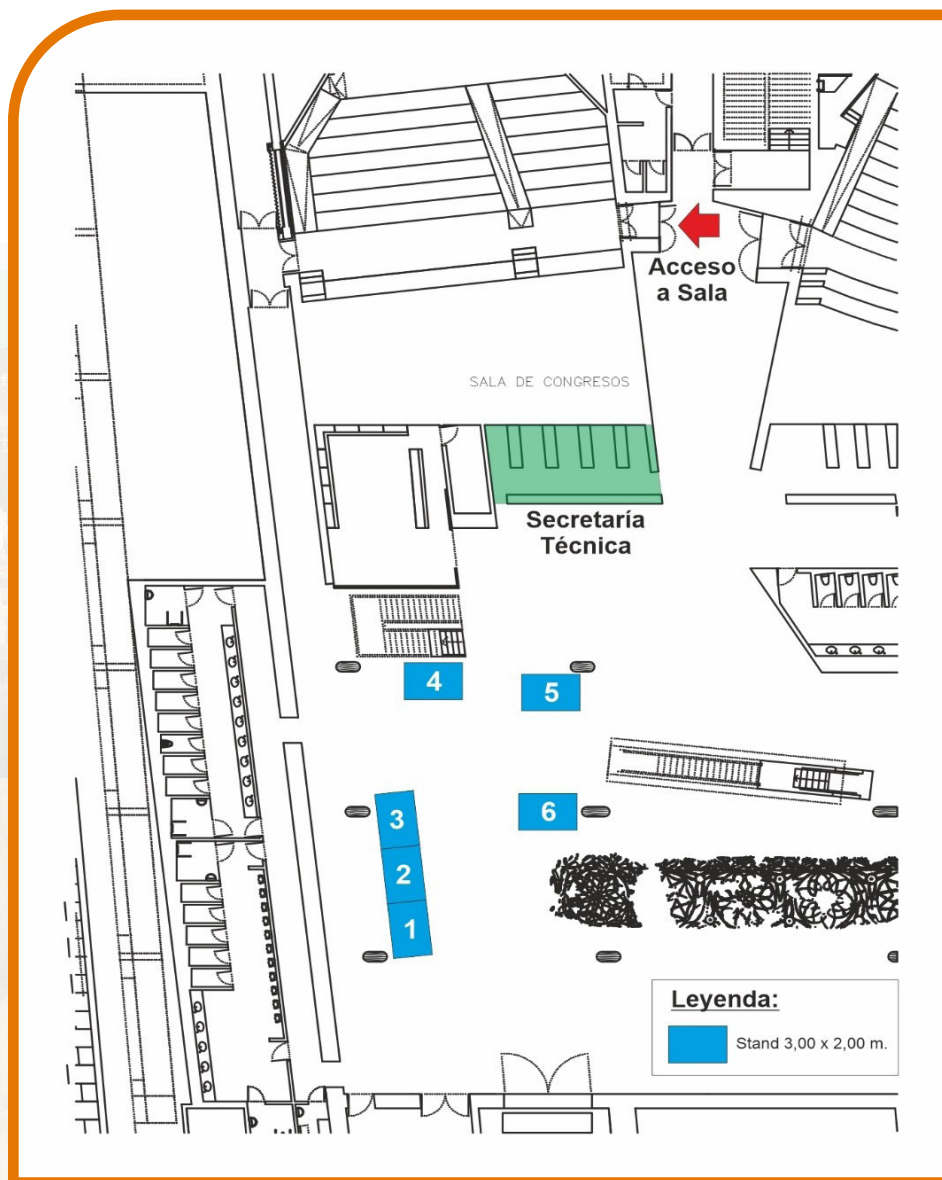 Acceso
a Sala
SALA DE CONGRESOS
Secretaría
Técnica
4
5
3
6
2
1
Leyenda:
Stand 3,00 x 2,00 m.